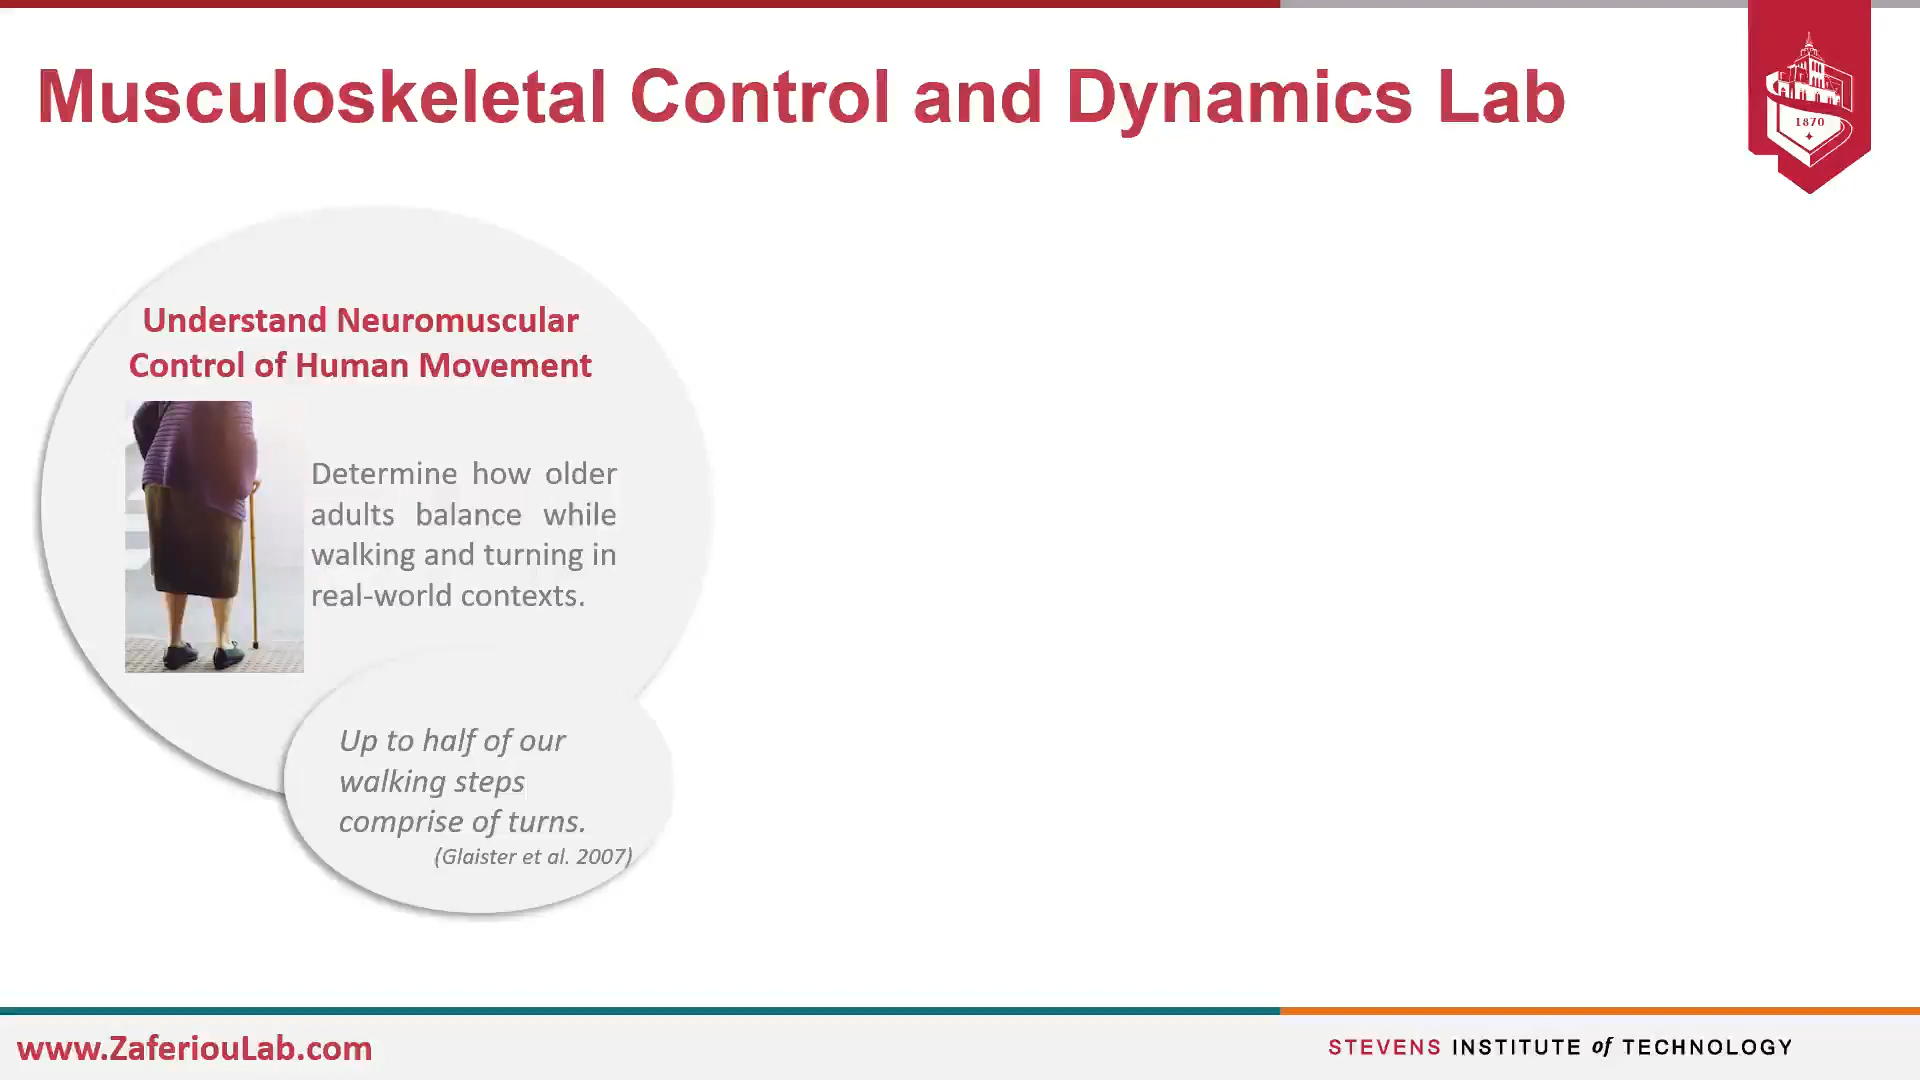 Musculoskeletal Control and Dynamics Lab
1870
Understand Neuromuscular
Control of Human Movement
Determine how older
adults balance while
walking and turning in
real-world contexts.
Up to half of our
walking steps
comprise of turns.
(Glaister et al. 2007)
www.ZaferiouLab.com
STEVENS INSTITUTE of TECHNOLOGY